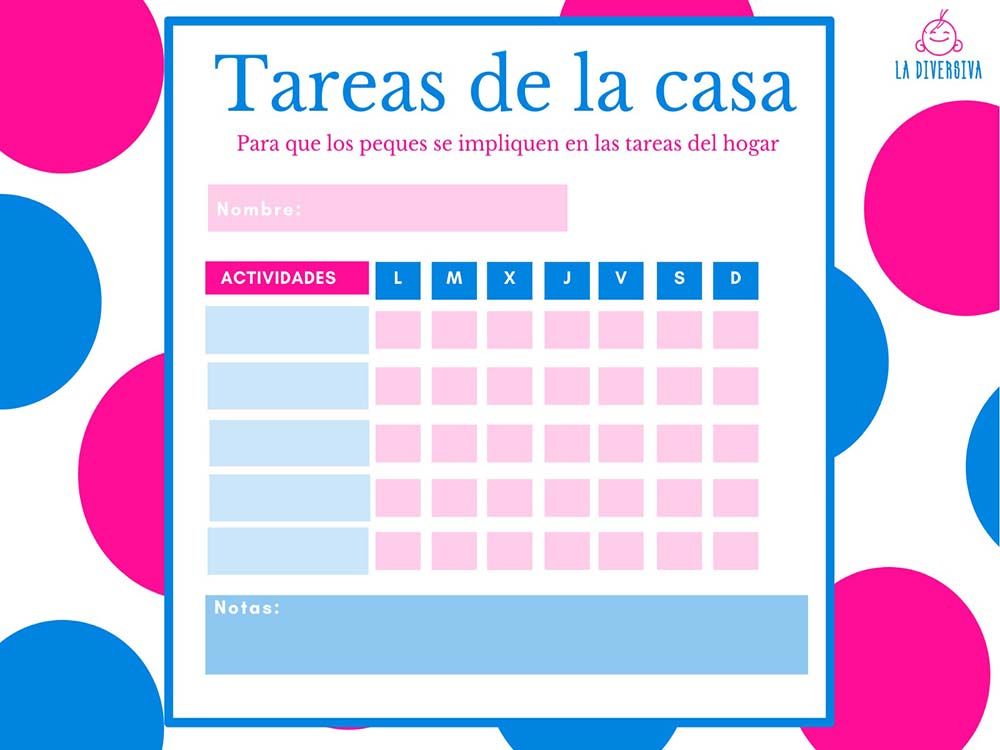 LA DIVERSIVA
Tareas de la casa
Para que los peques se impliquen en las tareas del hogar
Nombre:
ACTIVIDADES L M X J V S D
Notas: